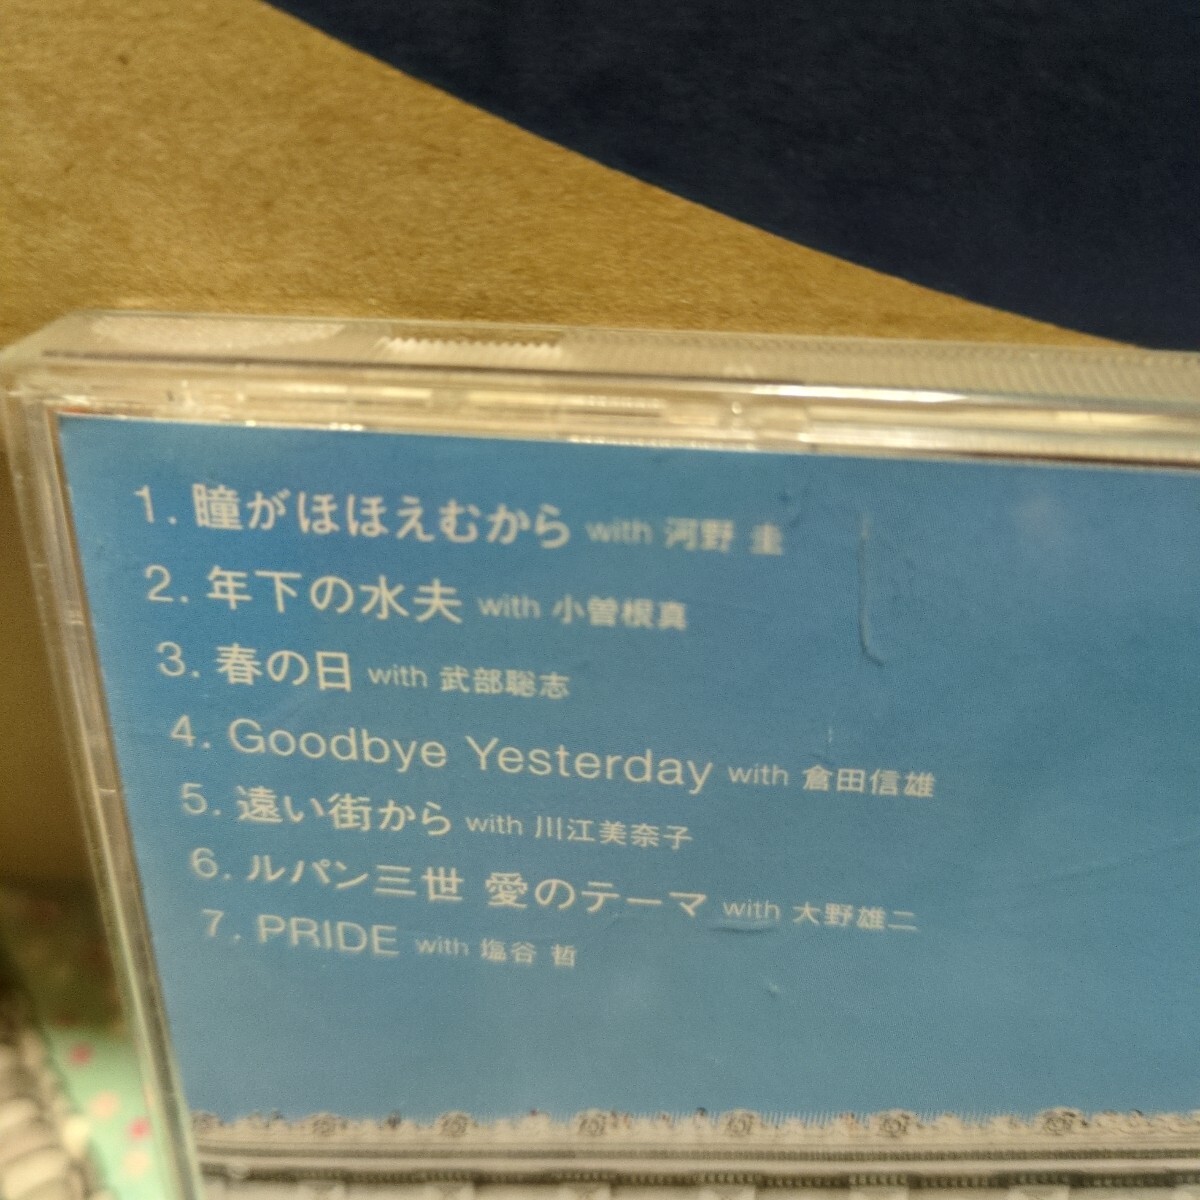 1. 瞳がほほえむから with 河野 圭
2. 年下の水夫 with 小曽根真
3. 春の日 with 武部聡志
4. Goodbye Yesterday with 倉田信雄
5. 遠い街から with 川江美奈子
6. ルパン三世 愛のテーマ with 大野雄二
7. PRIDE with 塩谷 哲